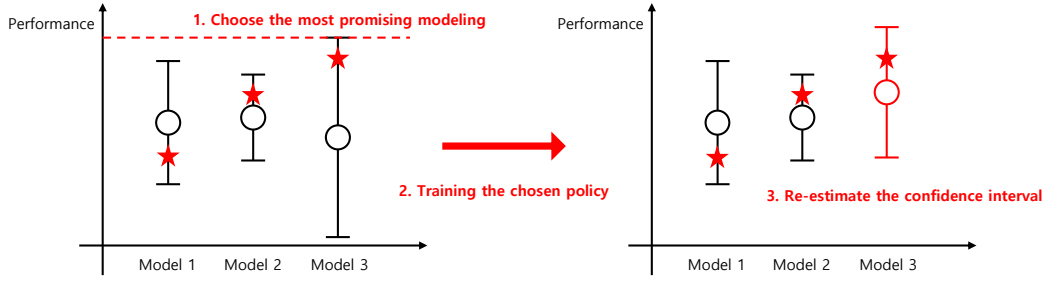 1. Choose the most promising modeling
Performance
Model 1 Model 2 Model 3
2. Training the chosen policy
Performance
3. Re-estimate the confidence interval
Model 1 Model 2 Model 3